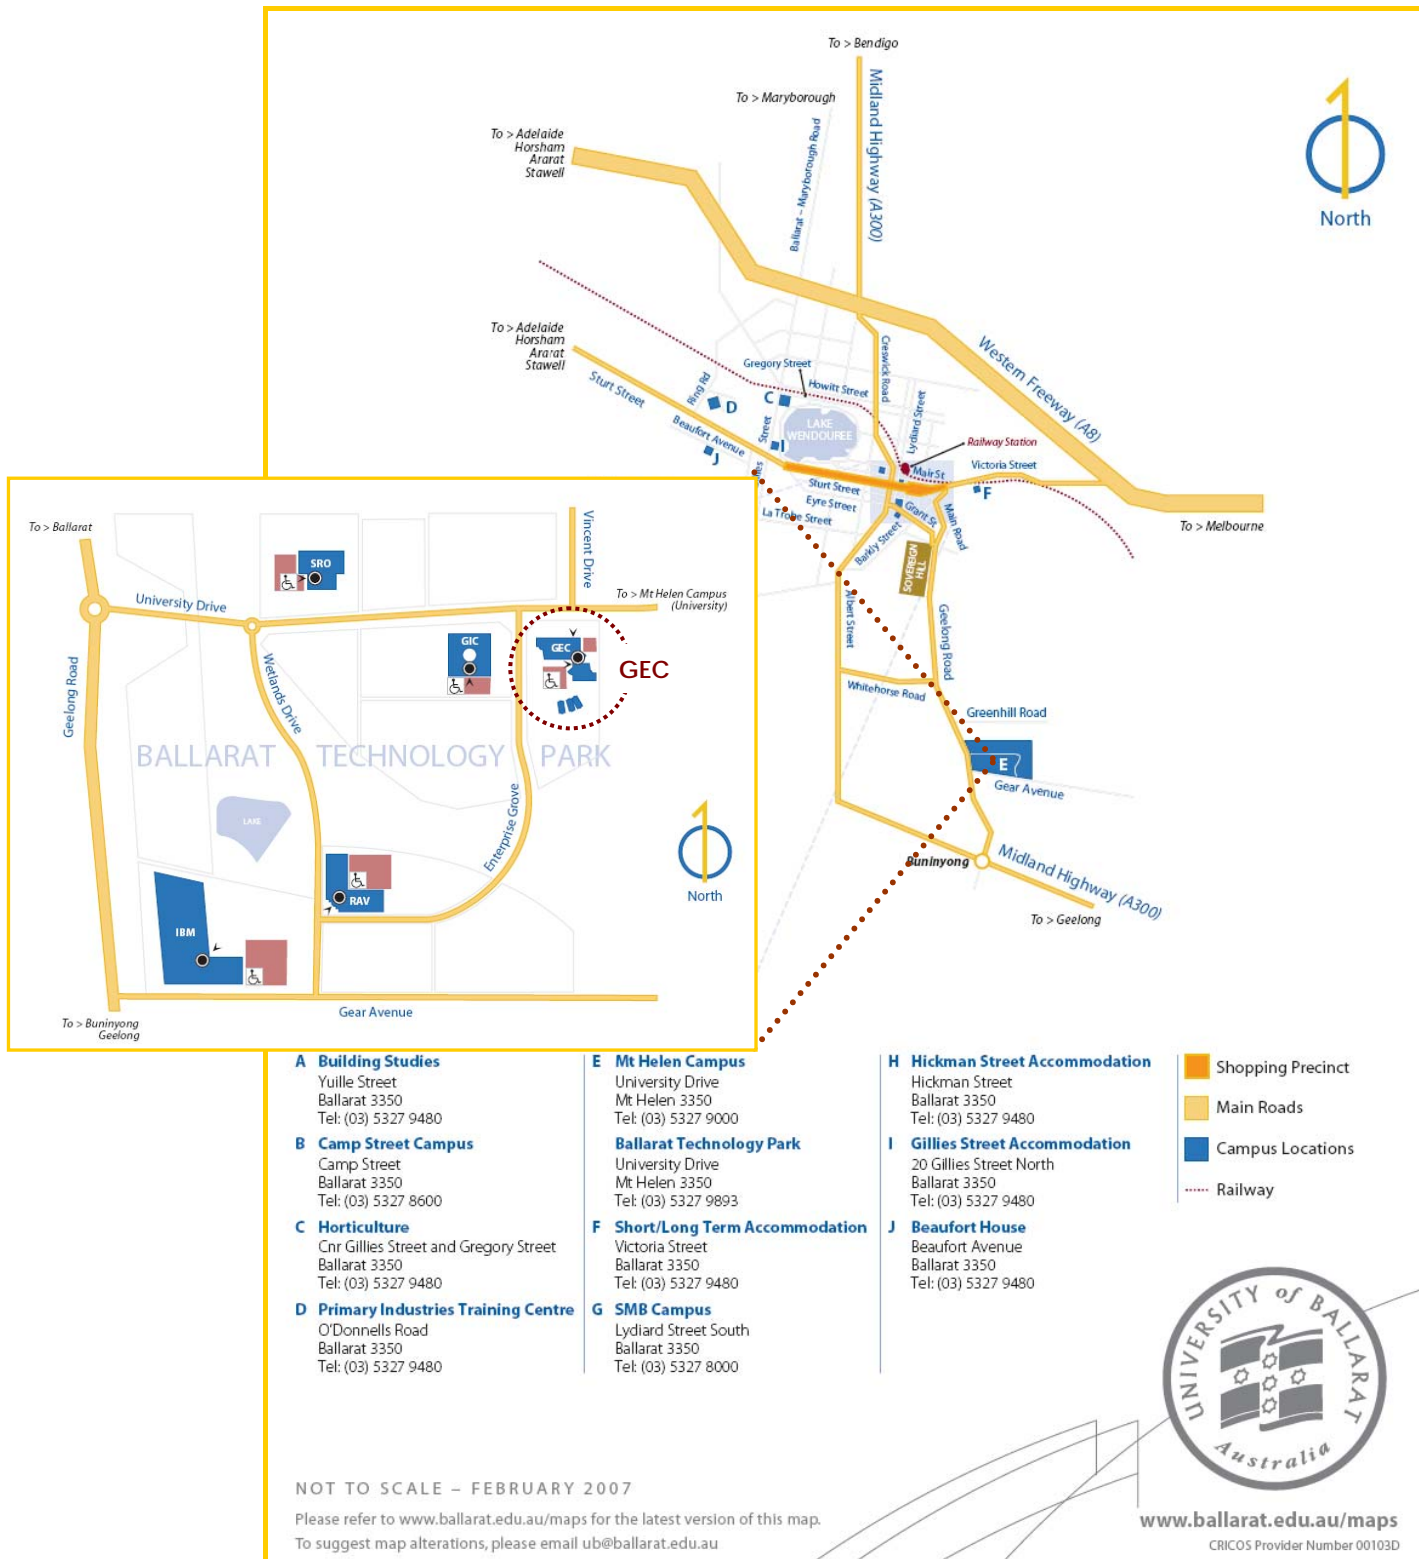 To > Bendigo
To > Maryborough
Midland Highway (A300)
Ballarat – Maryborough Road
To > Adelaide
Horsham
Ararat
Stawell
North
To > Adelaide
Horsham
Ararat
Stawell
Western Freeway (A8)
Creswick Road
Gregory Street
Howitt Street
Lydiard Street
Sturt Street
Ring Rd
D
C
LAKE
WENDOUREE
Street
I
Beaufort Avenue
J
Railway Station
Mair St
Victoria Street
F
Sturt Street
Eyre Street
La Trobe Street
Grant St
Main Road
Barkly Street
SOVEREIGN
HILL
To > Melbourne
Albert Street
Geelong Road
Whitehorse Road
Greenhill Road
E
Gear Avenue
Buninyong
Midland Highway (A300)
To > Geelong
To > Ballarat
SRO
Vincent Drive
University Drive
To > Mt Helen Campus
(University)
GIC
GEC
GEC
Geelong Road
Wetlands Drive
BALLARAT TECHNOLOGY PARK
LAKE
Enterprise Grove
North
RAV
IBM
Gear Avenue
To > Buninyong
Geelong
A Building Studies
Yuille Street
Ballarat 3350
Tel: (03) 5327 9480
B Camp Street Campus
Camp Street
Ballarat 3350
Tel: (03) 5327 8600
C Horticulture
Cnr Gillies Street and Gregory Street
Ballarat 3350
Tel: (03) 5327 9480
D Primary Industries Training Centre
O'Donnells Road
Ballarat 3350
Tel: (03) 5327 9480
E Mt Helen Campus
University Drive
Mt Helen 3350
Tel: (03) 5327 9000
Ballarat Technology Park
University Drive
Mt Helen 3350
Tel: (03) 5327 9893
F Short/Long Term Accommodation
Victoria Street
Ballarat 3350
Tel: (03) 5327 9480
G SMB Campus
Lydiard Street South
Ballarat 3350
Tel: (03) 5327 8000
H Hickman Street Accommodation
Hickman Street
Ballarat 3350
Tel: (03) 5327 9480
I Gillies Street Accommodation
20 Gillies Street North
Ballarat 3350
Tel: (03) 5327 9480
J Beaufort House
Beaufort Avenue
Ballarat 3350
Tel: (03) 5327 9480
Shopping Precinct
Main Roads
Campus Locations
Railway
UNIVERSITY of BALLARAT
Australia
NOT TO SCALE – FEBRUARY 2007
Please refer to www.ballarat.edu.au/maps for the latest version of this map.
To suggest map alterations, please email ub@ballarat.edu.au
www.ballarat.edu.au/maps
CRICOS Provider Number 00103D